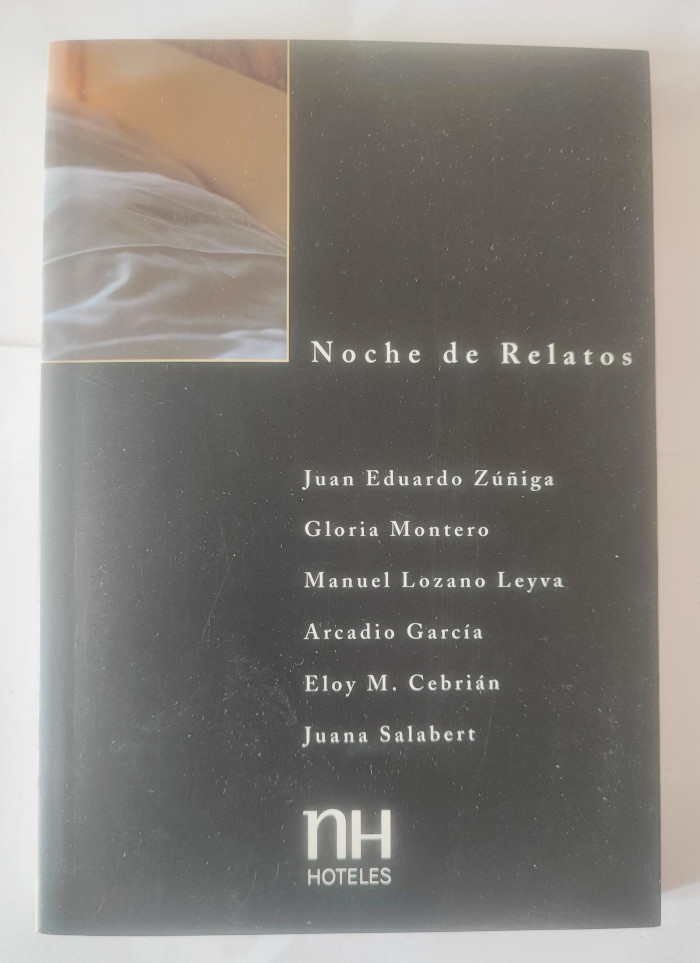 Noche de Relatos
Juan Eduardo Zúñiga
Gloria Montero
Manuel Lozano Leyva
Arcadio García
Eloy M. Cebrián
Juana Salabert
nH
HOTELES